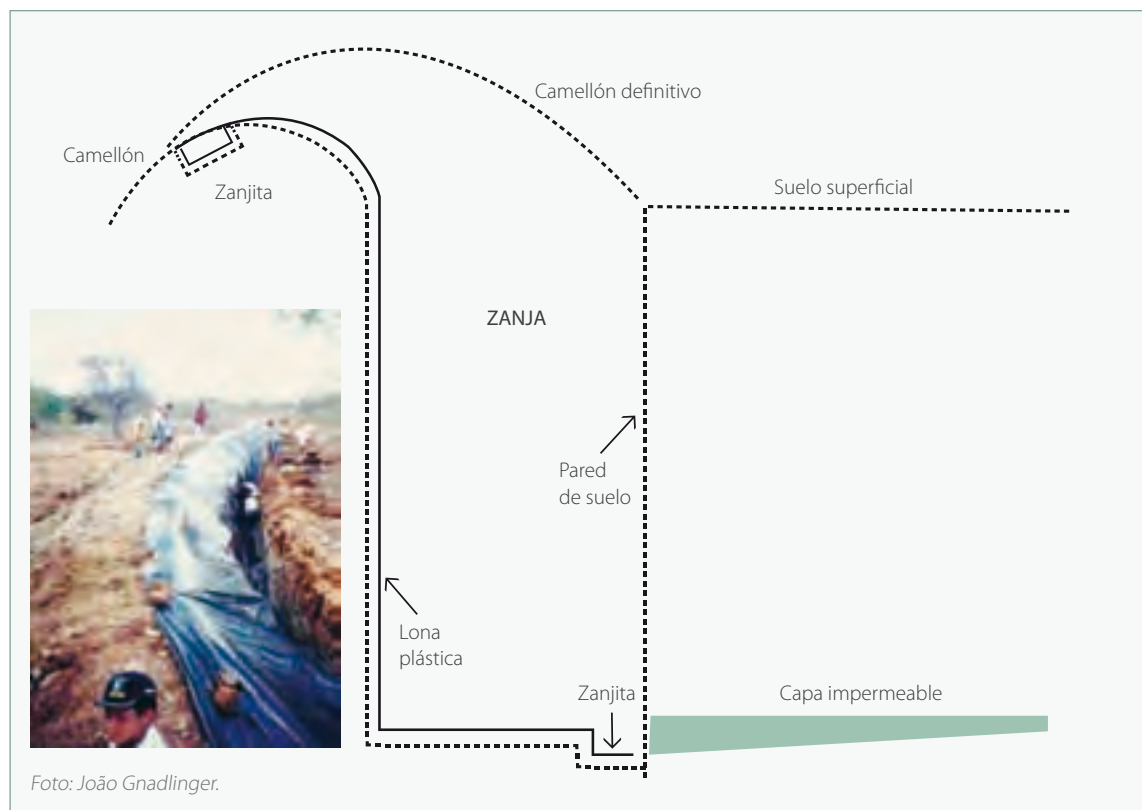 Camellón definitivo
Camellón
Zanjita
Suelo superficial
ZANJA
Pared
de suelo
Lona
plástica
Zanjita
Capa impermeable
Foto: João Gnadlinger.